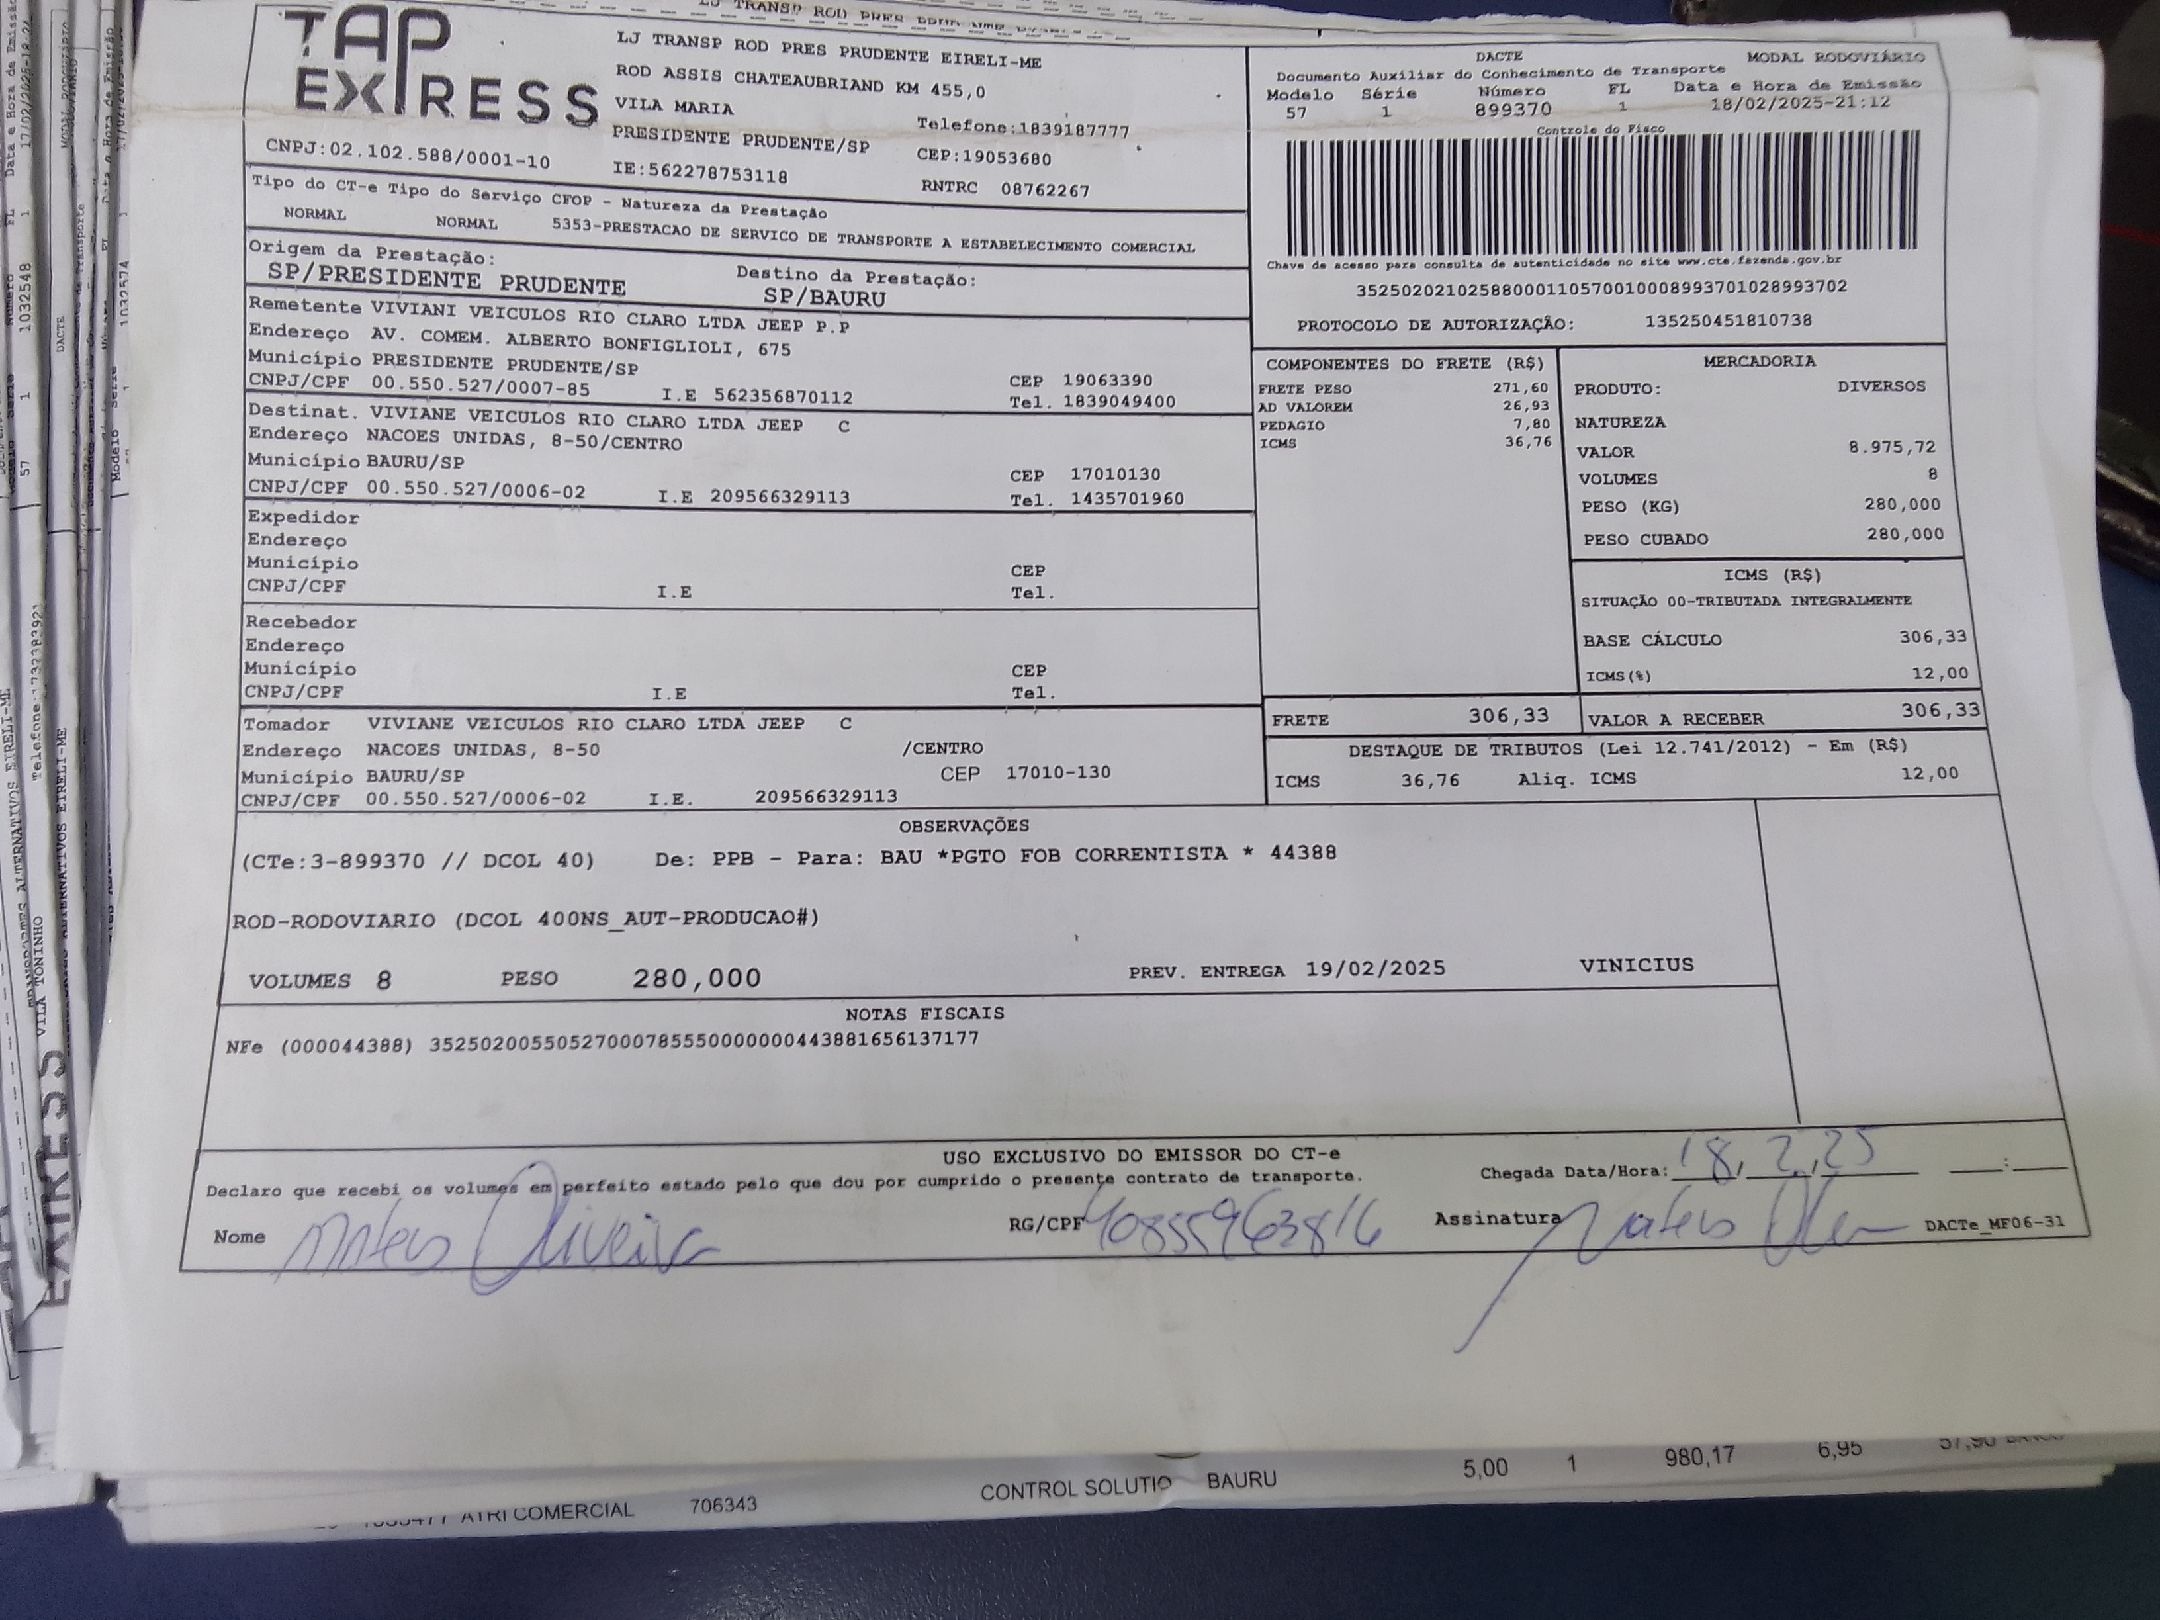 TAP
EXPRESS
CNPJ:02.102.588/0001-10
LJ TRANSP ROD PRES PRUDENTE EIRELI-ME
ROD ASSIS CHATEAUBRIAND KM 455,0
VILA MARIA
Telefone:1839187777
PRESIDENTE PRUDENTE/SP CEP:19053680
IE:562278753118 RNTRC 08762267
DACTE MODAL RODOVIÁRIO
Documento Auxiliar do Conhecimento de Transporte
Modelo Série Número FL Data e Hora de Emissão
57 1 899370 1 18/02/2025-21:12
Controle do Fisco
Chave de acesso para consulta de autenticidade no site www.cte.fazenda.gov.br
35250202102588000110570010008993701028993702
PROTOCOLO DE AUTORIZAÇÃO: 135250451810738
Tipo do CT-e Tipo do Serviço CFOP - Natureza da Prestação
NORMAL NORMAL 5353-PRESTACAO DE SERVICO DE TRANSPORTE A ESTABELECIMENTO COMERCIAL
Origem da Prestação: Destino da Prestação:
SP/PRESIDENTE PRUDENTE SP/BAURU
Remetente VIVIANI VEICULOS RIO CLARO LTDA JEEP P.P
Endereço AV. COMEM. ALBERTO BONFIGLIOLI, 675
Município PRESIDENTE PRUDENTE/SP CEP 19063390
CNPJ/CPF 00.550.527/0007-85 I.E 562356870112 Tel. 1839049400
Destinat. VIVIANE VEICULOS RIO CLARO LTDA JEEP C
Endereço NACOES UNIDAS, 8-50/CENTRO
Município BAURU/SP CEP 17010130
CNPJ/CPF 00.550.527/0006-02 I.E 209566329113 Tel. 1435701960
Expedidor
Endereço
Município CEP
CNPJ/CPF I.E Tel.
Recebedor
Endereço
Município CEP
CNPJ/CPF I.E Tel.
Tomador VIVIANE VEICULOS RIO CLARO LTDA JEEP C
Endereço NACOES UNIDAS, 8-50 /CENTRO
Município BAURU/SP CEP 17010-130
CNPJ/CPF 00.550.527/0006-02 I.E. 209566329113
COMPONENTES DO FRETE (R$)
FRETE PESO 271,60
AD VALOREM 26,93
PEDAGIO 7,80
ICMS 36,76
MERCADORIA
PRODUTO: DIVERSOS
NATUREZA
VALOR 8.975,72
VOLUMES 8
PESO (KG) 280,000
PESO CUBADO 280,000
ICMS (R$)
SITUAÇÃO 00-TRIBUTADA INTEGRALMENTE
BASE CÁLCULO 306,33
ICMS(%) 12,00
FRETE 306,33 VALOR A RECEBER 306,33
DESTAQUE DE TRIBUTOS (Lei 12.741/2012) - Em (R$)
ICMS 36,76 Aliq. ICMS 12,00
OBSERVAÇÕES
(CTe:3-899370 // DCOL 40) De: PPB - Para: BAU *PGTO FOB CORRENTISTA * 44388
ROD-RODOVIARIO (DCOL 400NS_AUT-PRODUCAO#)
VOLUMES 8 PESO 280,000 PREV. ENTREGA 19/02/2025 VINICIUS
NOTAS FISCAIS
NFe (000044388) 35250200550527000785550000000443881656137177
USO EXCLUSIVO DO EMISSOR DO CT-e
Declaro que recebi os volumes em perfeito estado pelo que dou por cumprido o presente contrato de transporte.
Chegada Data/Hora: 18/2/25 :
Nome Mateus Oliveira RG/CPF 40855963816 Assinatura Mateus DACTe_MF06-31
ATRI COMERCIAL 706343 CONTROL SOLUTIO BAURU 5,00 1 980,17 6,95